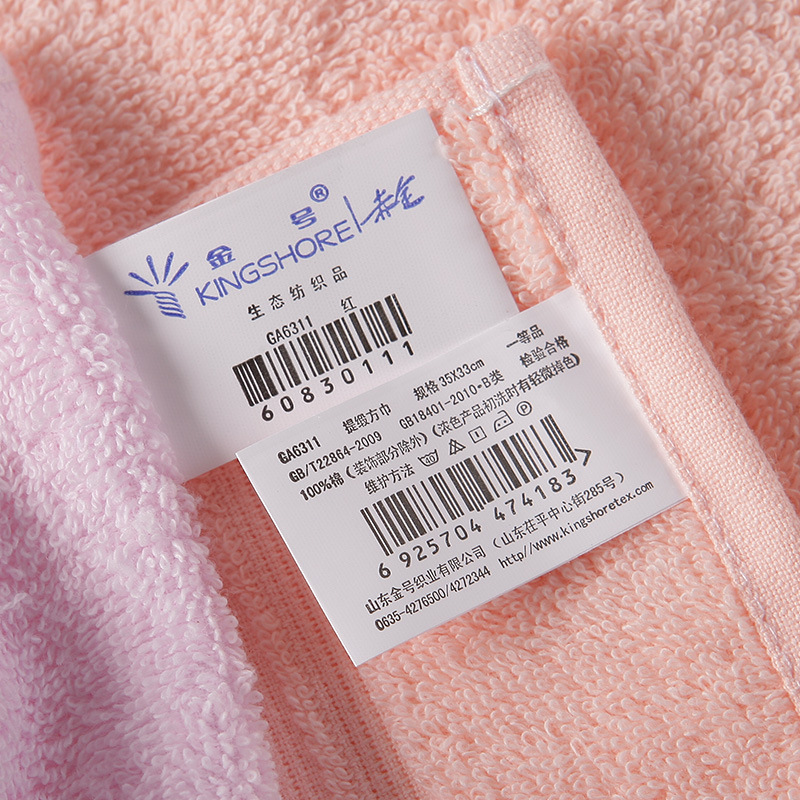 金号®
KINGSHORE
生态纺织品
GA6311 红
60830111
GA6311 提缎方巾 规格 35X33cm 一等品
GB/T22864-2009 GB18401-2010·B类 检验合格
100%棉(装饰部分除外)(浓色产品初洗时有轻微掉色)
维护方法
6 925704 474183
山东金号织业有限公司(山东茌平中心街285号)
0635-4276500/4272344 http//www.kingshoretex.com